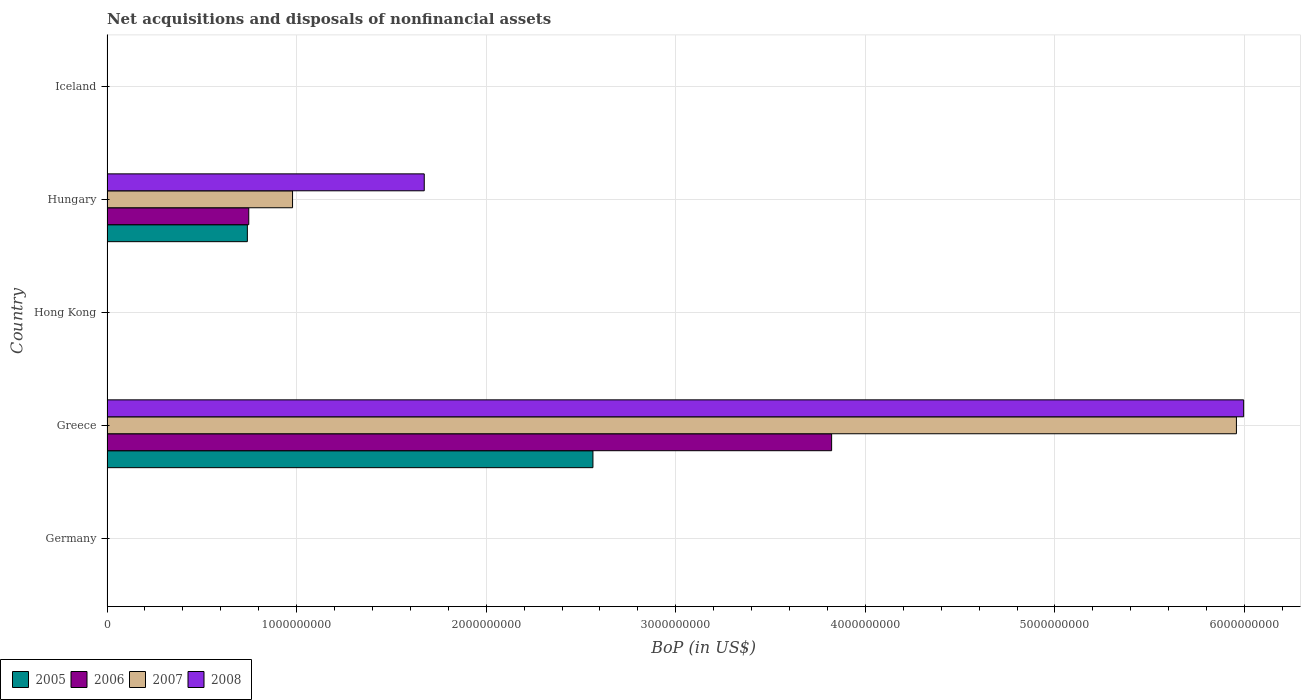 Net acquisitions and disposals of nonfinancial assets
Iceland
Hungary
Hong Kong
Greece
Germany
Country
0
1000000000
2000000000
3000000000
4000000000
5000000000
6000000000
BoP (in US$)
2005
2006
2007
2008